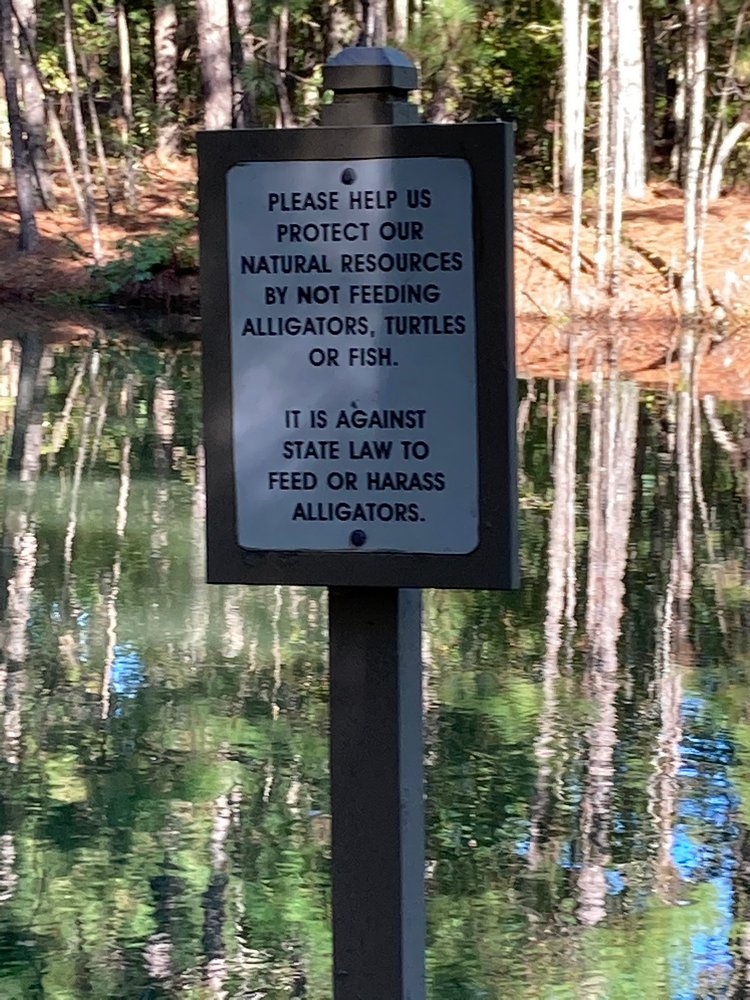 PLEASE HELP US
PROTECT OUR
NATURAL RESOURCES
BY NOT FEEDING
ALLIGATORS, TURTLES
OR FISH.
IT IS AGAINST
STATE LAW TO
FEED OR HARASS
ALLIGATORS.